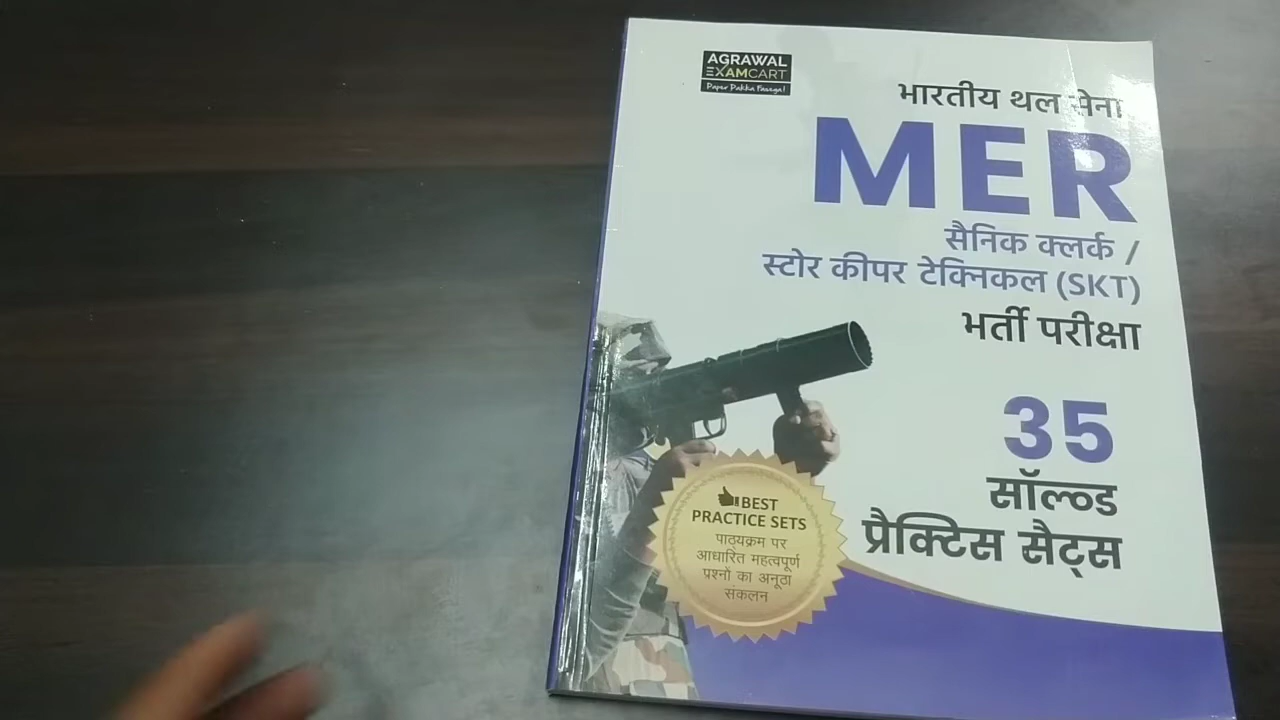 AGRAWAL
EXAMCART
Paper Pakka Fasega!
भारतीय थल सेना
MER
सैनिक क्लर्क /
स्टोर कीपर टेक्निकल (SKT)
भर्ती परीक्षा
35
सॉल्व्ड
प्रैक्टिस सैट्स
BEST
PRACTICE SETS
पाठ्यक्रम पर
आधारित महत्वपूर्ण
प्रश्नों का अनूठा
संकलन